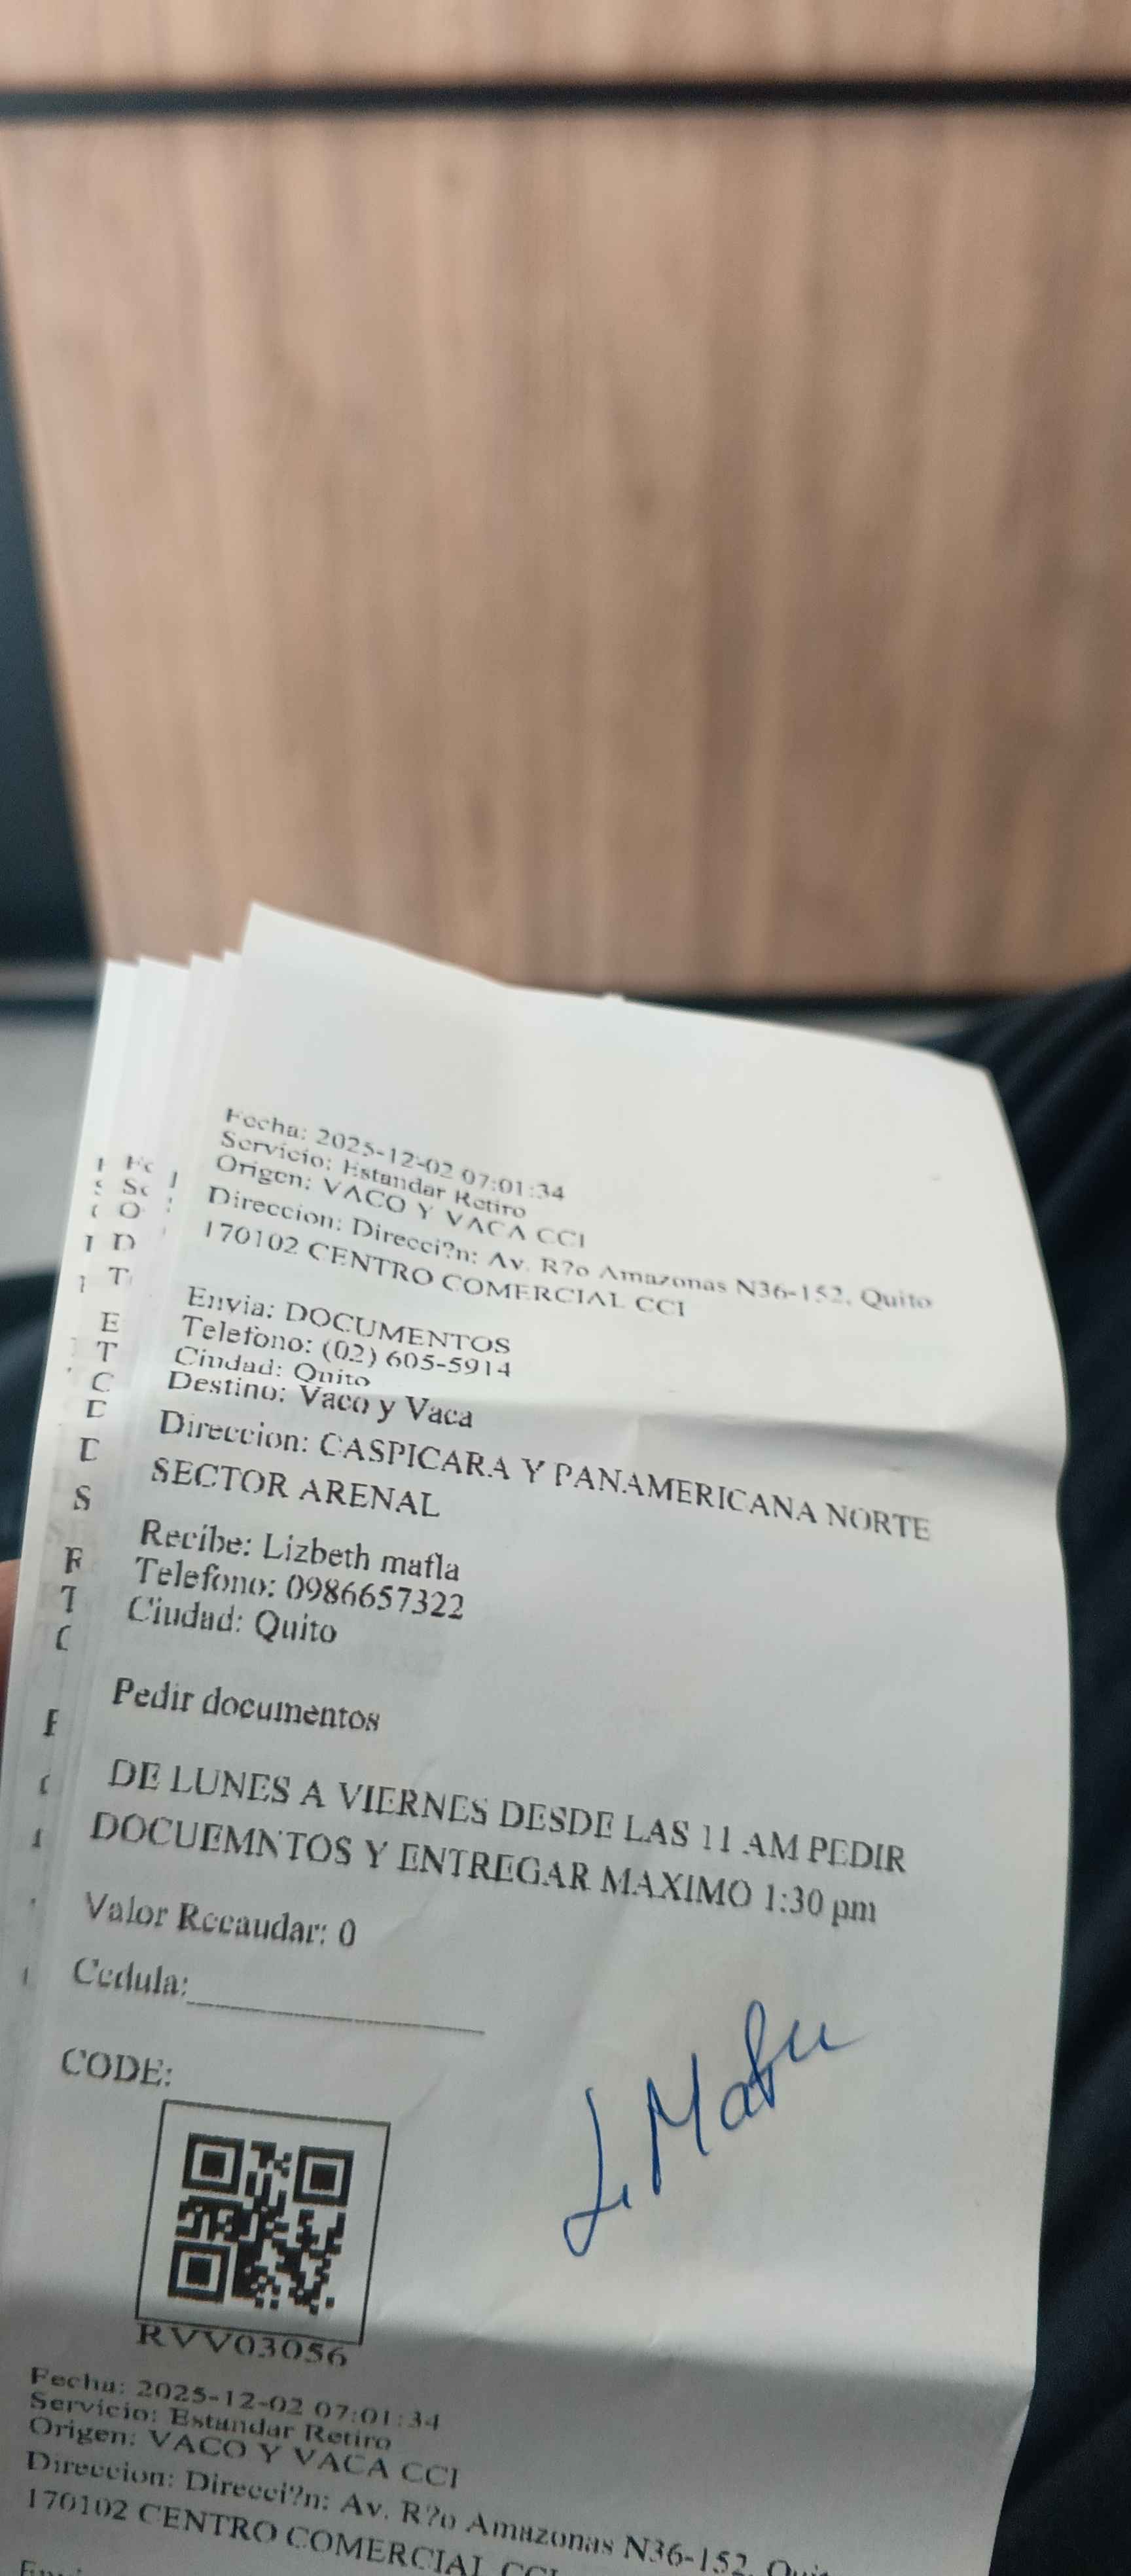 Fecha: 2025-12-02 07:01:34
Servicio: Estandar Retiro
Origen: VACO Y VACA CCI
Direccion: Direcci?n: Av. R?o Amazonas N36-152, Quito
170102 CENTRO COMERCIAL CCI
Envia: DOCUMENTOS
Telefono: (02) 605-5914
Ciudad: Quito
Destino: Vaco y Vaca
Direccion: CASPICARA Y PANAMERICANA NORTE
SECTOR ARENAL
Recibe: Lizbeth mafla
Telefono: 0986657322
Ciudad: Quito
Pedir documentos
DE LUNES A VIERNES DESDE LAS 11 AM PEDIR
DOCUEMNTOS Y ENTREGAR MAXIMO 1:30 pm
Valor Recaudar: 0
Cedula:
CODE:
RVV03056
Fecha: 2025-12-02 07:01:34
Servicio: Estandar Retiro
Origen: VACO Y VACA CCI
Direccion: Direcci?n: Av. R?o Amazonas N36-152, Quit
170102 CENTRO COMERCIAL CCI